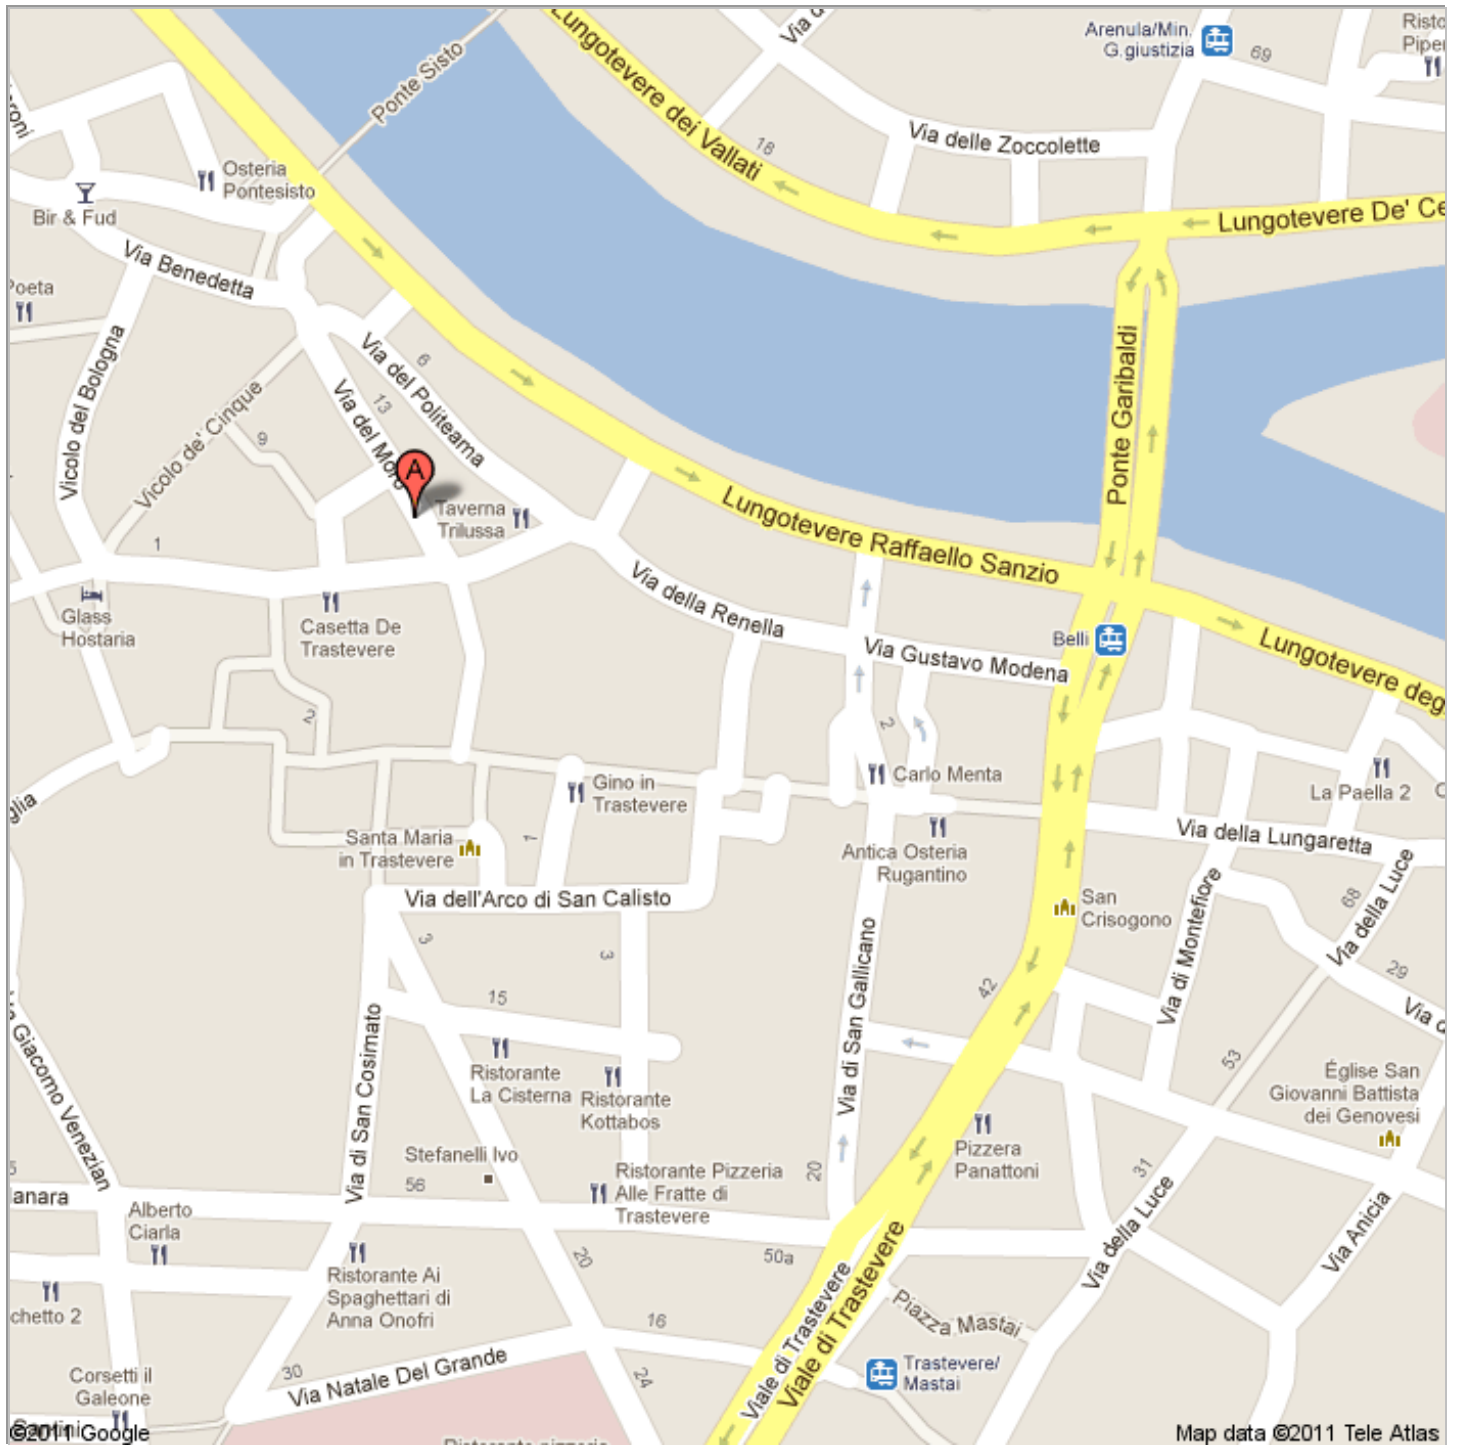 Via d
Arenula/Min.
G.giustizia
69
Risto
Piper
Lungotevere dei Vallati
Ponte Sisto
18
Via delle Zoccolette
Osteria
Pontesisto
Bir & Fud
Lungotevere De' Ce
Via Benedetta
Poeta
Ponte Garibaldi
Via del Politeama
6
Vicolo del Bologna
Via del Moro
13
Vicolo de' Cinque
9
A
Taverna
Trilussa
Lungotevere Raffaello Sanzio
1
Via della Renella
Glass
Hostaria
Casetta De
Trastevere
Belli
Via Gustavo Modena
Lungotevere deg
2
2
Carlo Menta
Gino in
Trastevere
La Paella 2
C
glia
Santa Maria
in Trastevere
1
Antica Osteria
Rugantino
Via della Lungaretta
Via dell'Arco di San Calisto
San
Crisogono
Via di Montefiore
68
Via della Luce
3
3
15
42
29
Via d
Via di San Gallicano
Via di San Cosimato
Giacomo Venezian
Ristorante
La Cisterna
Ristorante
Kottabos
53
Église San
Giovanni Battista
dei Genovesi
Pizzera
Panattoni
Stefanelli Ivo
56
Ristorante Pizzeria
Alle Fratte di
Trastevere
20
31
5
anara
Alberto
Ciarla
Via della Luce
Via Anicia
20
50a
Ristorante Ai
Spaghettari di
Anna Onofri
chetto 2
Viale di Trastevere
Viale di Trastevere
Piazza Mastai
16
Trastevere/
Mastai
Corsetti il
Galeone
30
Via Natale Del Grande
24
©2011 Google
Ristorante pizzeria
Map data ©2011 Tele Atlas